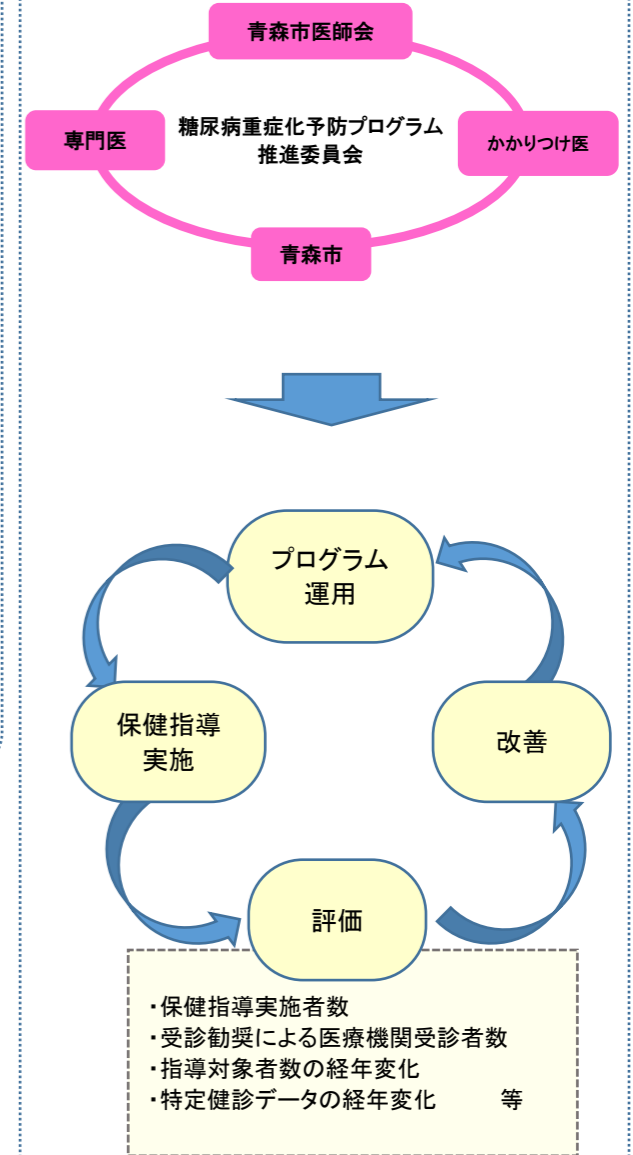 青森市医師会
専門医
糖尿病重症化予防プログラム
推進委員会
かかりつけ医
青森市
プログラム
運用
保健指導
実施
改善
評価
・保健指導実施者数
・受診勧奨による医療機関受診者数
・指導対象者数の経年変化
・特定健診データの経年変化　　等